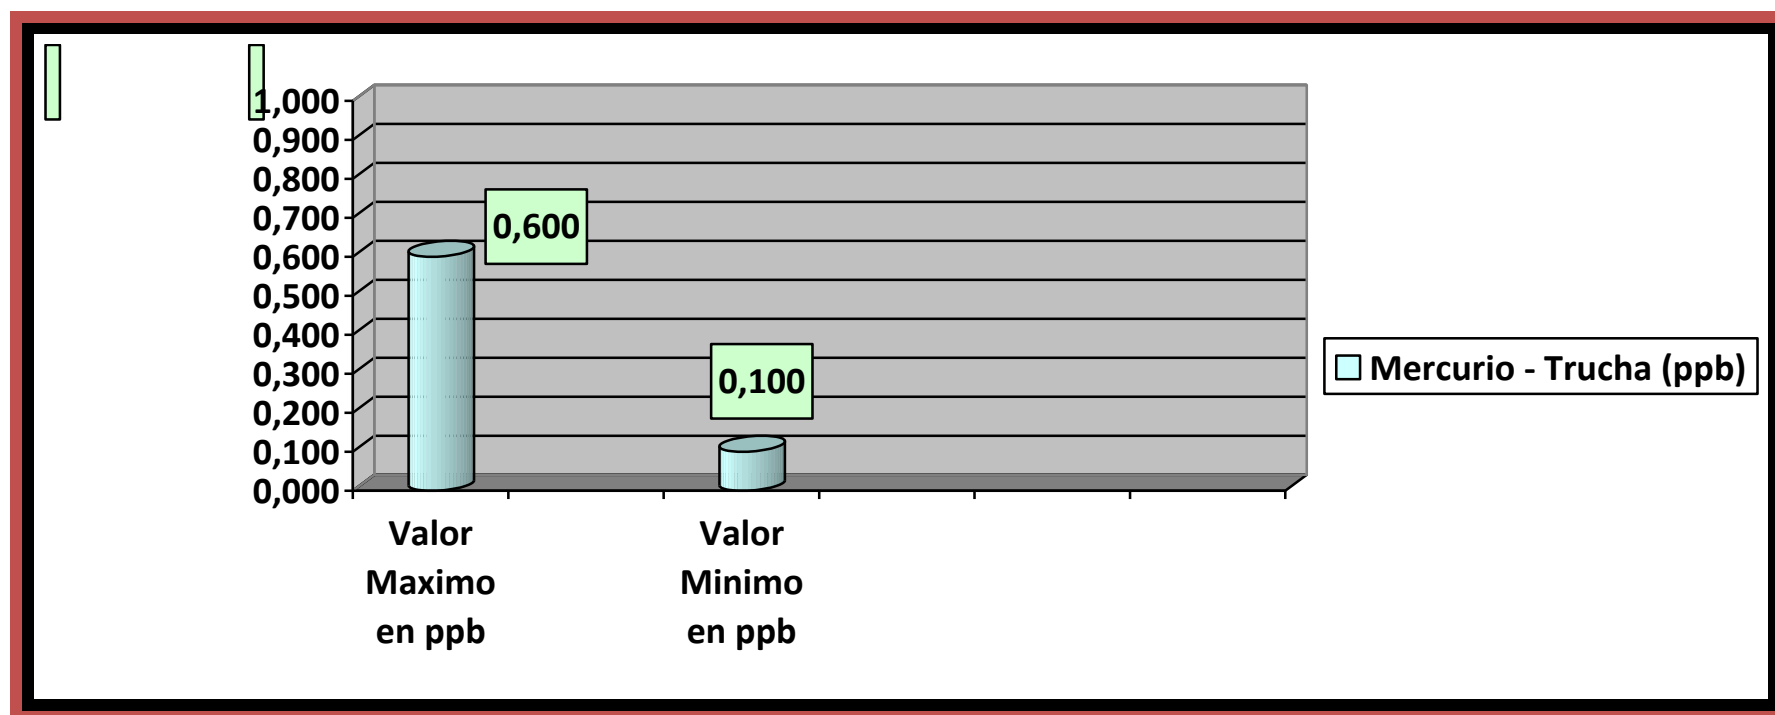 1,000
0,900
0,800
0,700
0,600
0,500
0,400
0,300
0,200
0,100
0,000
0,600
0,100
Valor
Maximo
en ppb
Valor
Minimo
en ppb
Mercurio - Trucha (ppb)